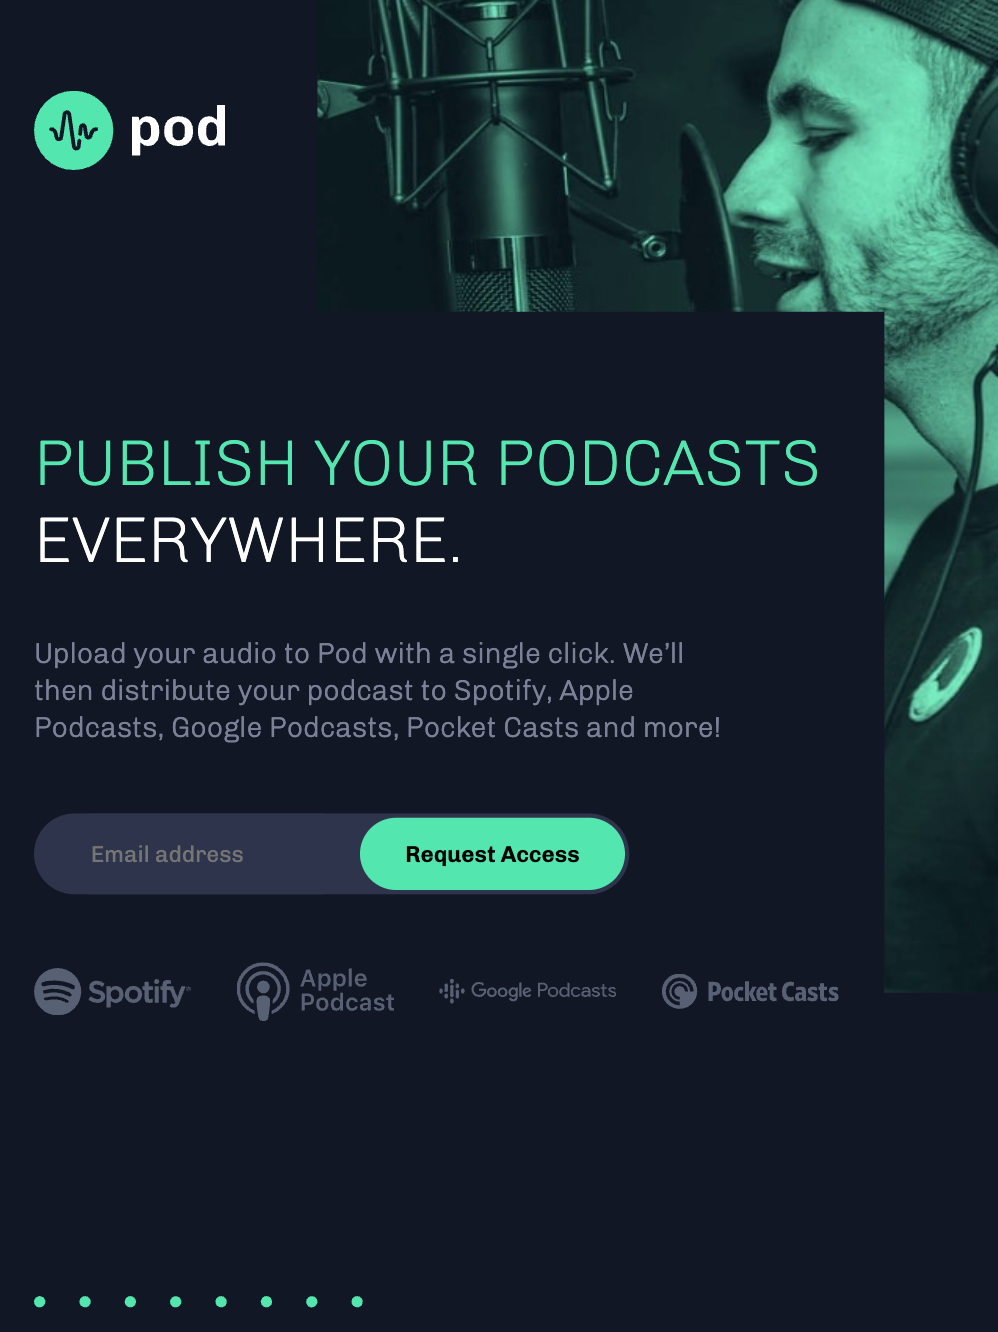 pod
PUBLISH YOUR PODCASTS
EVERYWHERE.
Upload your audio to Pod with a single click. We’ll
then distribute your podcast to Spotify, Apple
Podcasts, Google Podcasts, Pocket Casts and more!
Email address
Request Access
Spotify®
Apple
Podcast
Google Podcasts
Pocket Casts